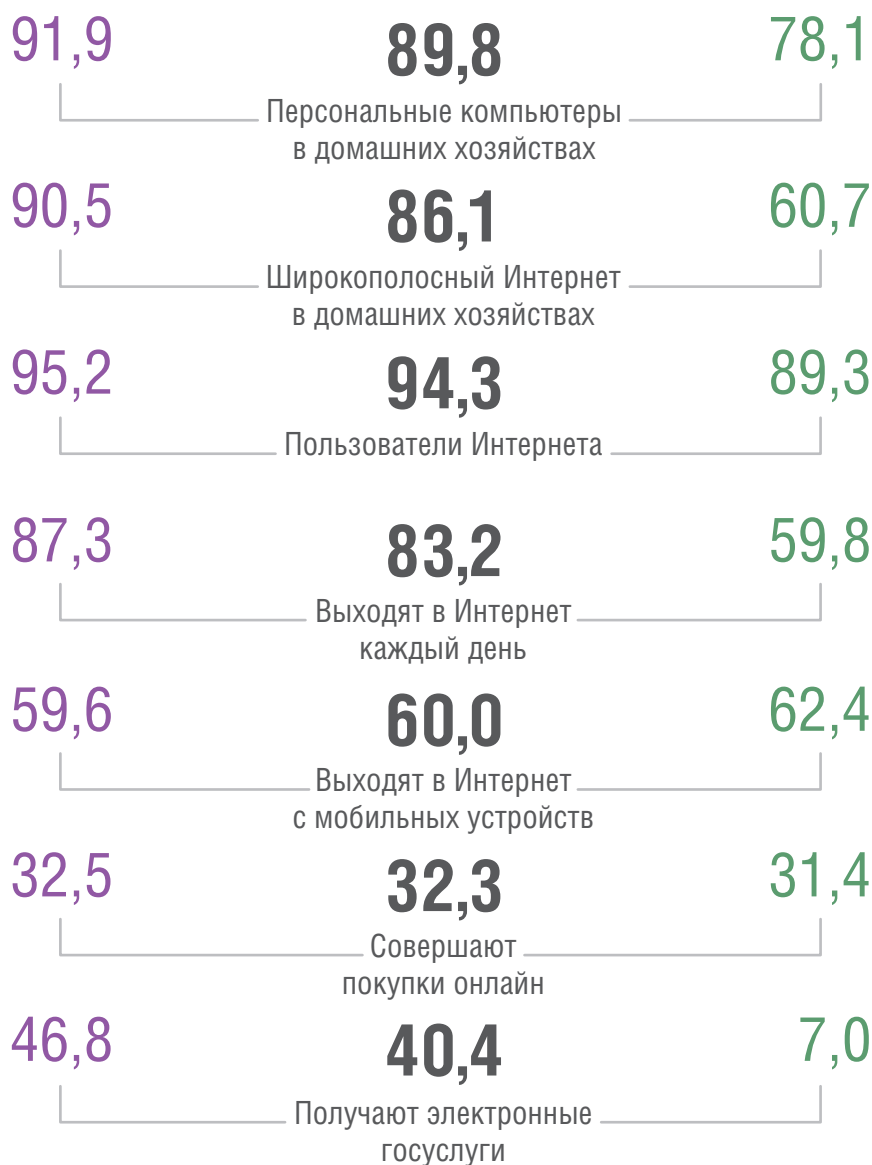 91,9 89,8 78,1
Персональные компьютеры
в домашних хозяйствах
90,5 86,1 60,7
Широкополосный Интернет
в домашних хозяйствах
95,2 94,3 89,3
Пользователи Интернета
87,3 83,2 59,8
Выходят в Интернет
каждый день
59,6 60,0 62,4
Выходят в Интернет
с мобильных устройств
32,5 32,3 31,4
Совершают
покупки онлайн
46,8 40,4 7,0
Получают электронные
госуслуги